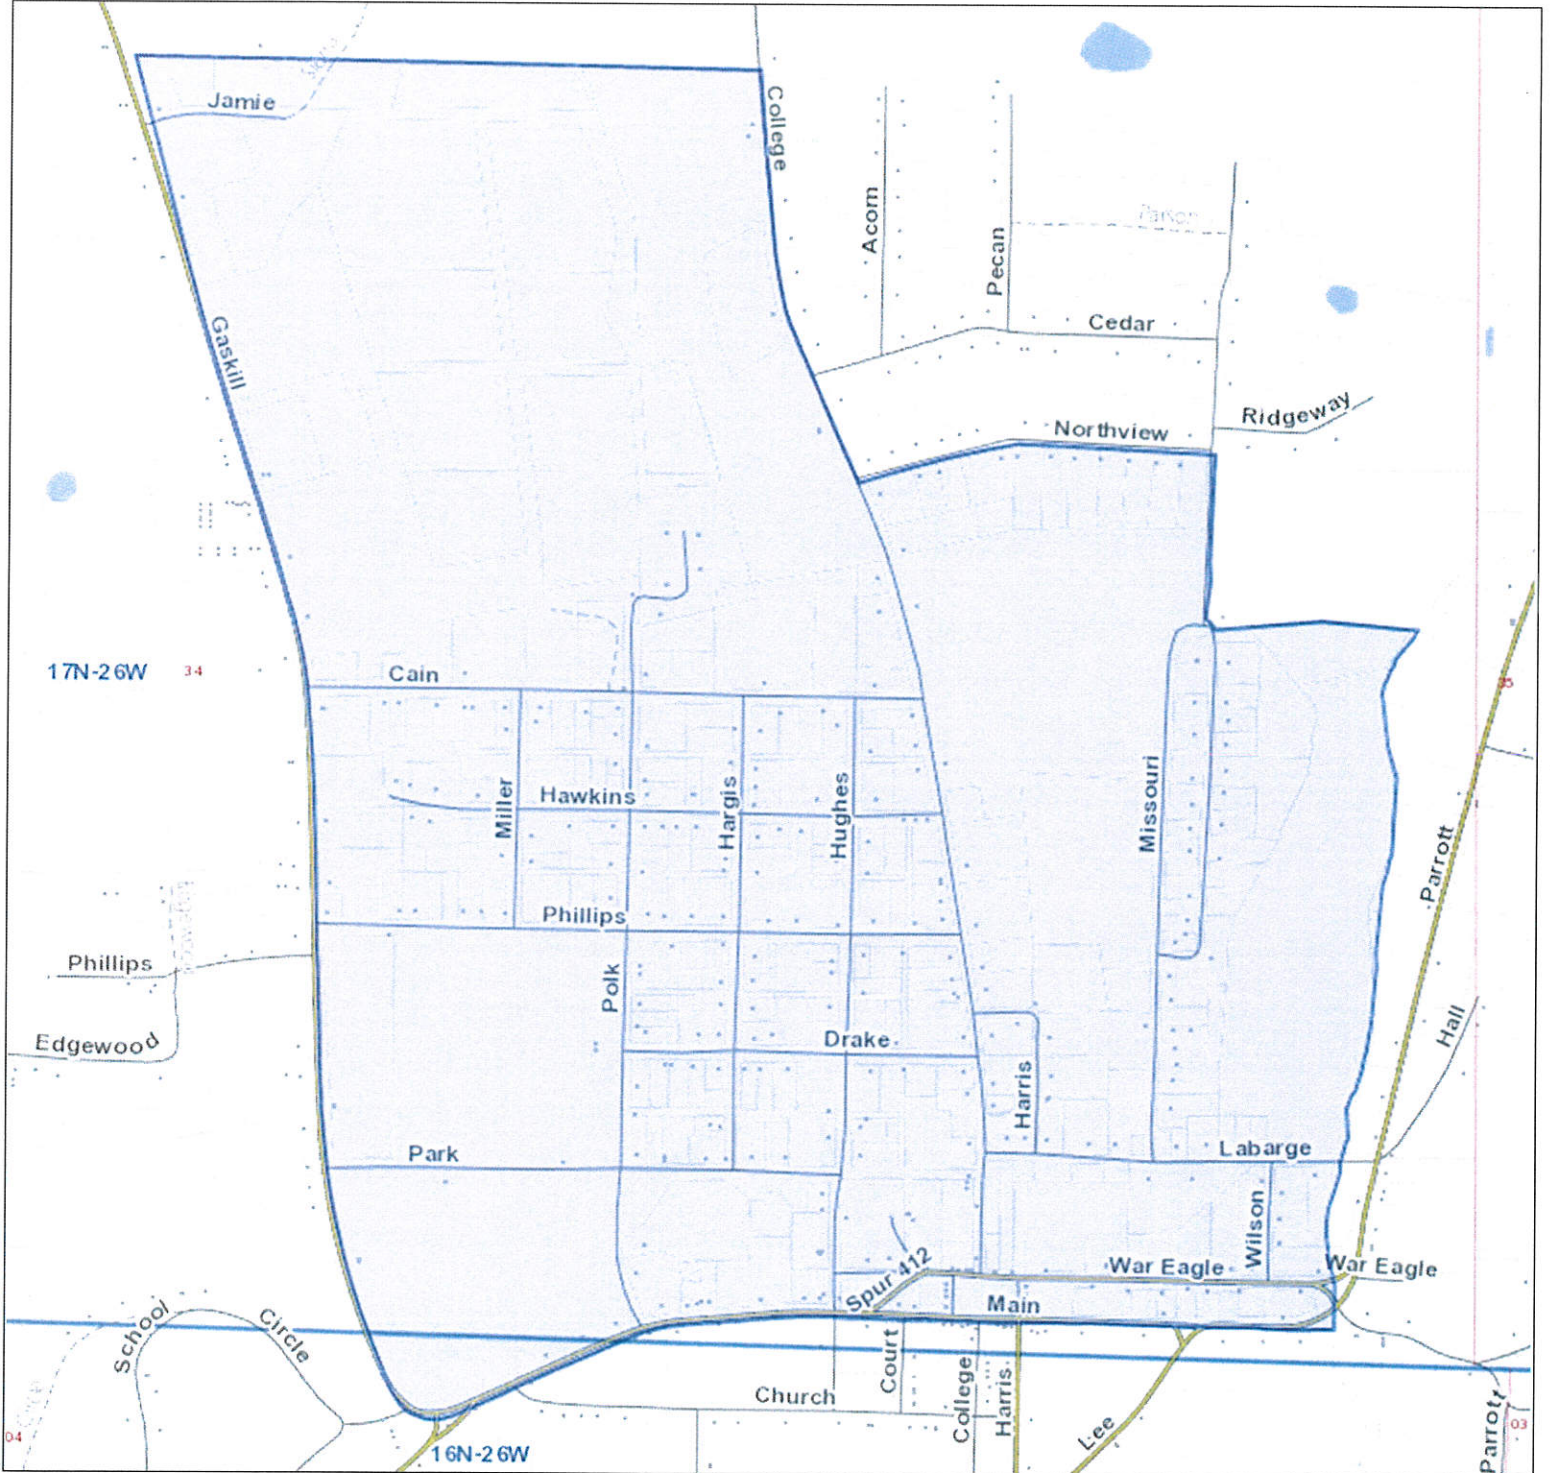 Jamie
College
Acorn
Pecan
Cedar
Gaskill
Northview
Ridgeway
17N-26W
34
Cain
35
Miller
Hawkins
Hargis
Hughes
Missouri
Parrott
Phillips
Phillips
Polk
Edgewood
Drake
Harris
Hall
Park
Labarge
Wilson
Spur 412
War Eagle
War Eagle
Main
School
Circle
Court
Church
College
Harris
Lee
Parrott
04
16N-26W
03